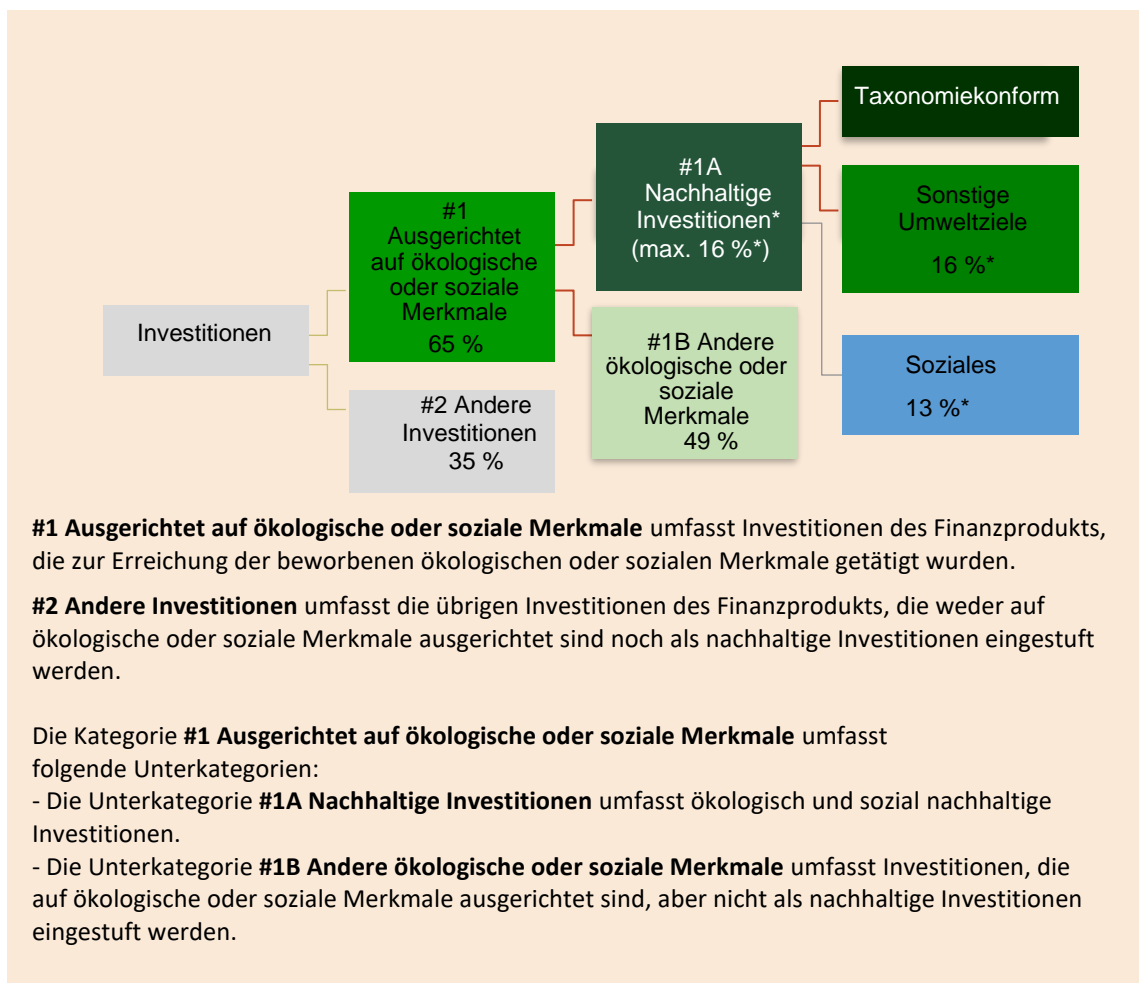 Taxonomiekonform
#1A
Nachhaltige
Investitionen*
(max. 16 %*)
Sonstige
Umweltziele
16 %*
#1
Ausgerichtet
auf ökologische
oder soziale
Merkmale
65 %
Investitionen
#1B Andere
ökologische oder
soziale
Merkmale
49 %
Soziales
13 %*
#2 Andere
Investitionen
35 %
#1 Ausgerichtet auf ökologische oder soziale Merkmale umfasst Investitionen des Finanzprodukts,
die zur Erreichung der beworbenen ökologischen oder sozialen Merkmale getätigt wurden.
#2 Andere Investitionen umfasst die übrigen Investitionen des Finanzprodukts, die weder auf
ökologische oder soziale Merkmale ausgerichtet sind noch als nachhaltige Investitionen eingestuft
werden.
Die Kategorie #1 Ausgerichtet auf ökologische oder soziale Merkmale umfasst
folgende Unterkategorien:
- Die Unterkategorie #1A Nachhaltige Investitionen umfasst ökologisch und sozial nachhaltige
Investitionen.
- Die Unterkategorie #1B Andere ökologische oder soziale Merkmale umfasst Investitionen, die
auf ökologische oder soziale Merkmale ausgerichtet sind, aber nicht als nachhaltige Investitionen
eingestuft werden.